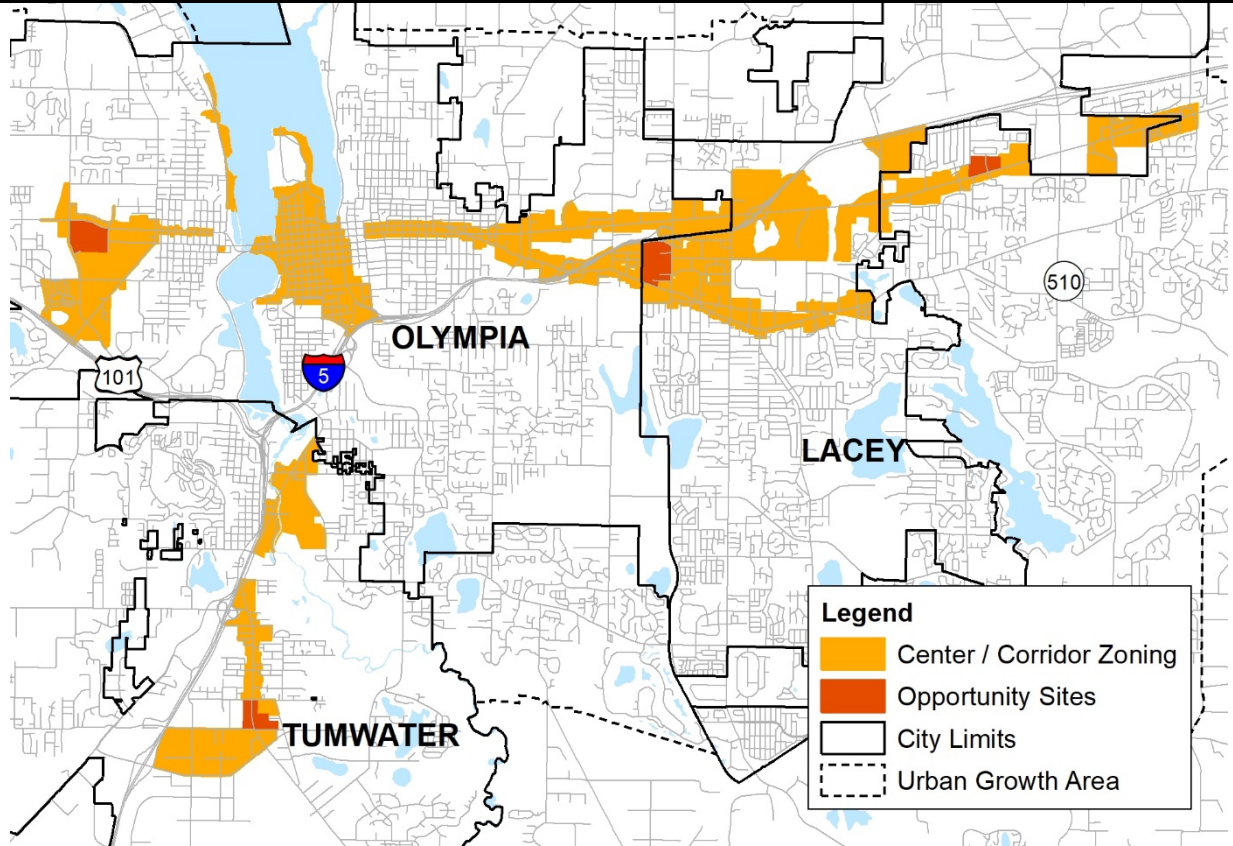 510
OLYMPIA
101
5
LACEY
TUMWATER
Legend
Center / Corridor Zoning
Opportunity Sites
City Limits
Urban Growth Area